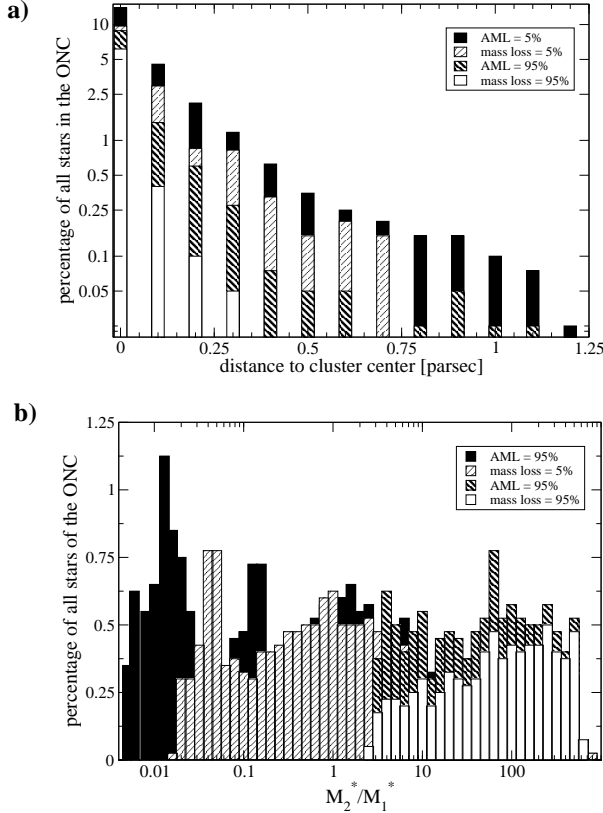 a)
10
5
2.5
1
0.5
0.25
0.1
0.05
percentage of all stars in the ONC
AML = 5%
mass loss = 5%
AML = 95%
mass loss = 95%
0
0.25
0.5
0.75
1
1.25
distance to cluster center [parsec]
b)
1.25
1
0.75
0.5
0.25
0
percentage of all stars of the ONC
AML = 95%
mass loss = 5%
AML = 95%
mass loss = 95%
0.01
0.1
1
10
100
M2*/M1*